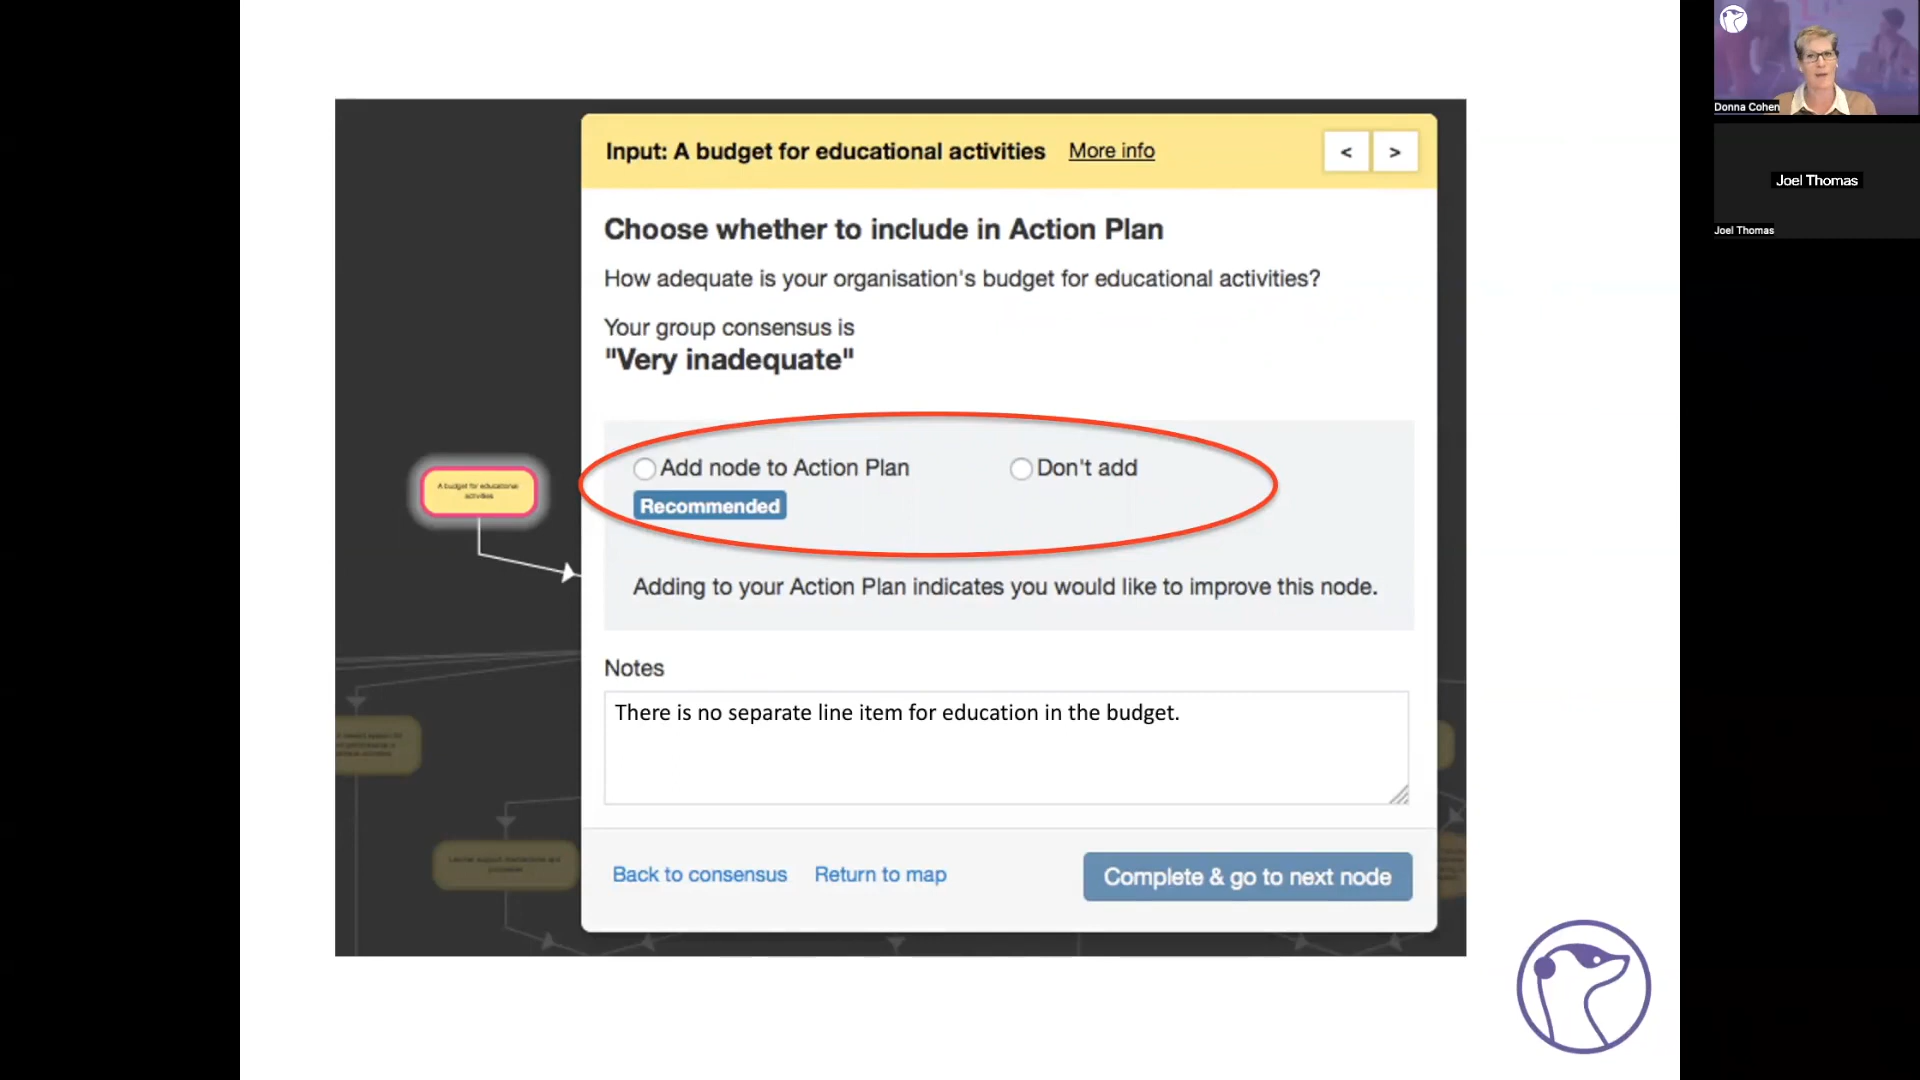 Input: A budget for educational activities More info < >
Choose whether to include in Action Plan
How adequate is your organisation's budget for educational activities?
Your group consensus is
"Very inadequate"
Add node to Action Plan Don't add
Recommended
Adding to your Action Plan indicates you would like to improve this node.
Notes
There is no separate line item for education in the budget.
Back to consensus Return to map Complete & go to next node
A budget for educational
activities
Donna Cohen
Joel Thomas
Joel Thomas